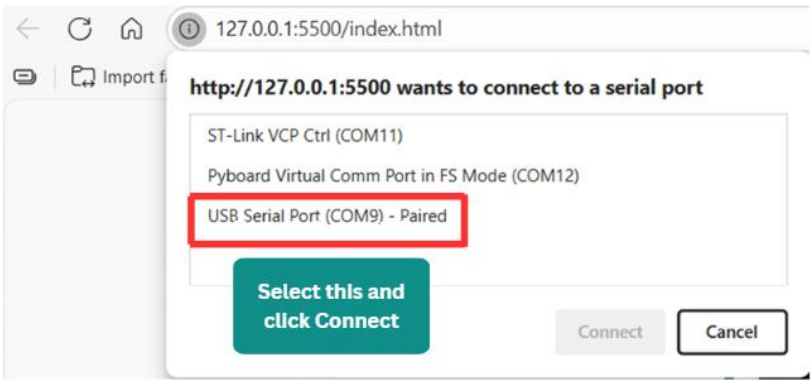 127.0.0.1:5500/index.html
Import fa
http://127.0.0.1:5500 wants to connect to a serial port
ST-Link VCP Ctrl (COM11)
Pyboard Virtual Comm Port in FS Mode (COM12)
USB Serial Port (COM9) - Paired
Select this and
click Connect
Connect
Cancel